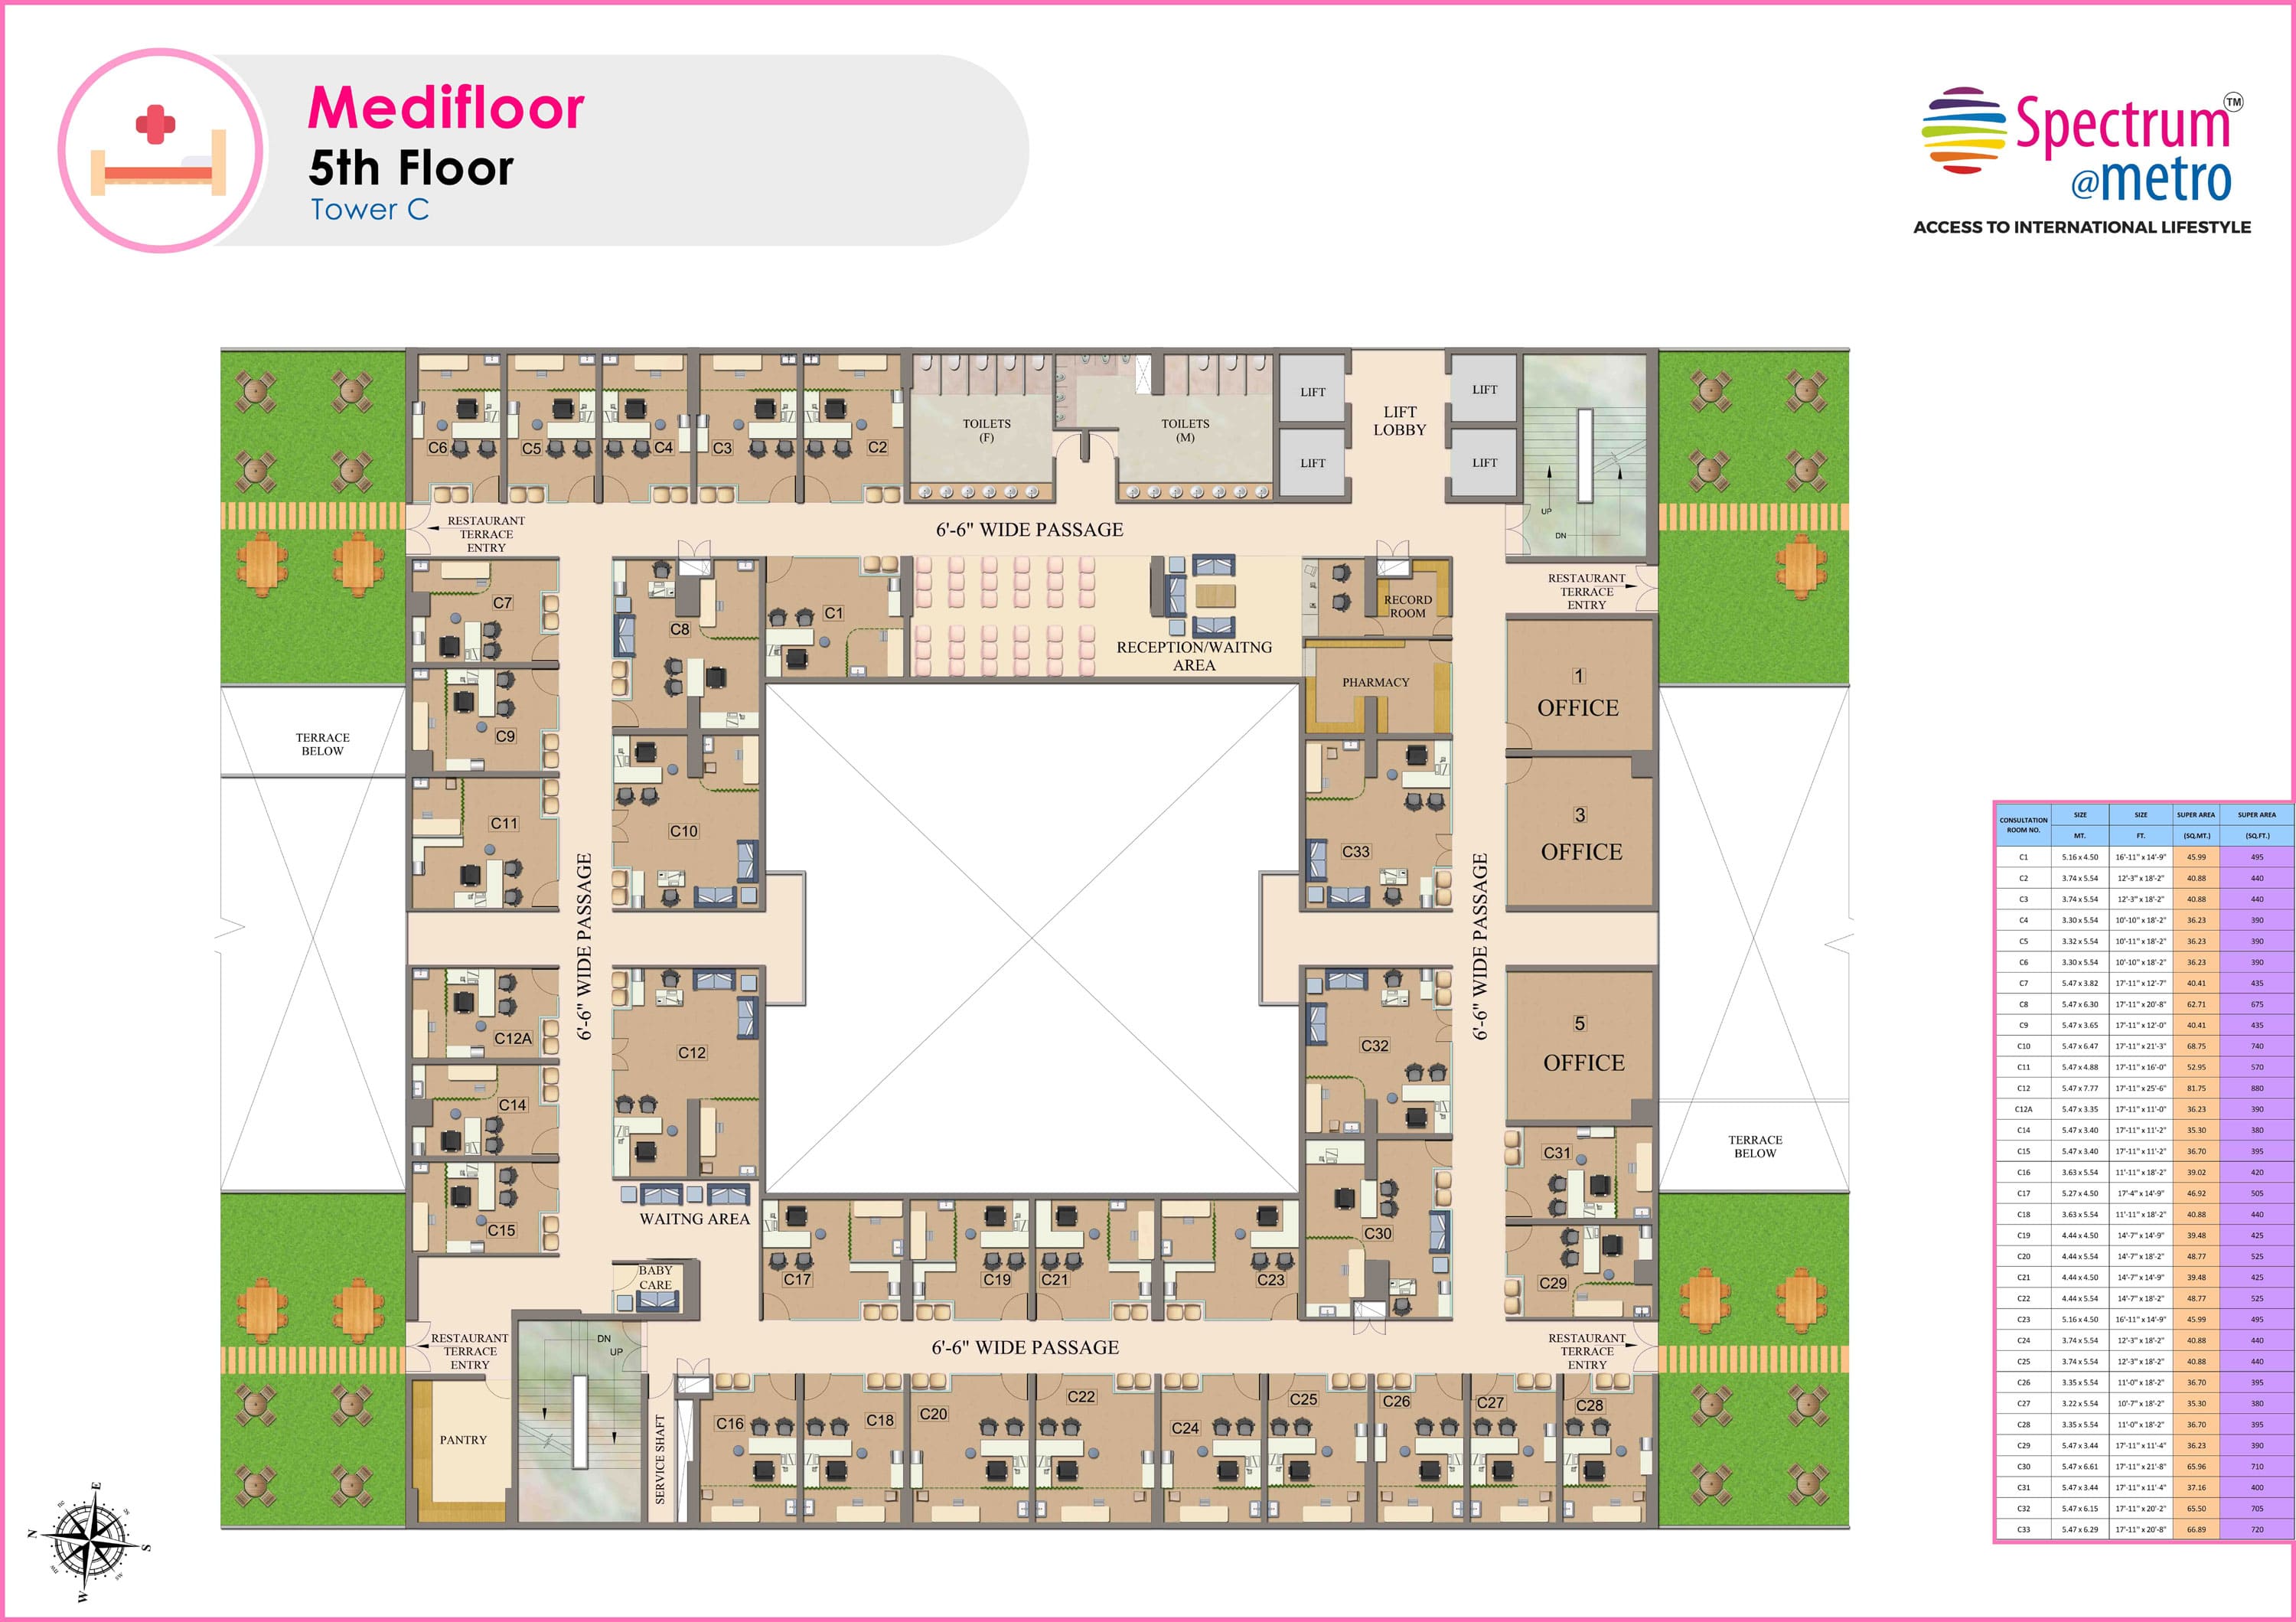 Medifloor
5th Floor
Tower C
Spectrum™
@metro
ACCESS TO INTERNATIONAL LIFESTYLE
C6
C5
C4
C3
C2
TOILETS
(F)
TOILETS
(M)
LIFT
LIFT
LIFT
LOBBY
LIFT
LIFT
UP
DN
RESTAURANT
TERRACE
ENTRY
6'-6" WIDE PASSAGE
RESTAURANT
TERRACE
ENTRY
C7
C8
C1
RECEPTION/WAITNG
AREA
RECORD
ROOM
PHARMACY
1
OFFICE
TERRACE
BELOW
C9
C10
C11
C33
3
OFFICE
6'-6" WIDE PASSAGE
6'-6" WIDE PASSAGE
C12A
C12
C32
5
OFFICE
C14
C15
C31
TERRACE
BELOW
WAITNG AREA
C30
C17
C19
C21
C23
C29
BABY
CARE
RESTAURANT
TERRACE
ENTRY
DN
UP
6'-6" WIDE PASSAGE
RESTAURANT
TERRACE
ENTRY
PANTRY
SERVICE SHAFT
C16
C18
C20
C22
C24
C25
C26
C27
C28
N
E
S
W
CONSULTATION ROOM NO. SIZE MT. SIZE FT. SUPER AREA (SQ.MT.) SUPER AREA (SQ.FT.)
C1 5.16 x 4.50 16'-11" x 14'-9" 45.99 495
C2 3.74 x 5.54 12'-3" x 18'-2" 40.88 440
C3 3.74 x 5.54 12'-3" x 18'-2" 40.88 440
C4 3.30 x 5.54 10'-10" x 18'-2" 36.23 390
C5 3.32 x 5.54 10'-11" x 18'-2" 36.23 390
C6 3.30 x 5.54 10'-10" x 18'-2" 36.23 390
C7 5.47 x 3.82 17'-11" x 12'-7" 40.41 435
C8 5.47 x 6.30 17'-11" x 20'-8" 62.71 675
C9 5.47 x 3.65 17'-11" x 12'-0" 40.41 435
C10 5.47 x 6.47 17'-11" x 21'-3" 68.75 740
C11 5.47 x 4.88 17'-11" x 16'-0" 52.95 570
C12 5.47 x 7.77 17'-11" x 25'-6" 81.75 880
C12A 5.47 x 3.35 17'-11" x 11'-0" 36.23 390
C14 5.47 x 3.40 17'-11" x 11'-2" 35.30 380
C15 5.47 x 3.40 17'-11" x 11'-2" 36.70 395
C16 3.63 x 5.54 11'-11" x 18'-2" 39.02 420
C17 5.27 x 4.50 17'-4" x 14'-9" 46.92 505
C18 3.63 x 5.54 11'-11" x 18'-2" 40.88 440
C19 4.44 x 4.50 14'-7" x 14'-9" 39.48 425
C20 4.44 x 5.54 14'-7" x 18'-2" 48.77 525
C21 4.44 x 4.50 14'-7" x 14'-9" 39.48 425
C22 4.44 x 5.54 14'-7" x 18'-2" 48.77 525
C23 5.16 x 4.50 16'-11" x 14'-9" 45.99 495
C24 3.74 x 5.54 12'-3" x 18'-2" 40.88 440
C25 3.74 x 5.54 12'-3" x 18'-2" 40.88 440
C26 3.35 x 5.54 11'-0" x 18'-2" 36.70 395
C27 3.22 x 5.54 10'-7" x 18'-2" 35.30 380
C28 3.35 x 5.54 11'-0" x 18'-2" 36.70 395
C29 5.47 x 3.44 17'-11" x 11'-4" 36.23 390
C30 5.47 x 6.61 17'-11" x 21'-8" 65.96 710
C31 5.47 x 3.44 17'-11" x 11'-4" 37.16 400
C32 5.47 x 6.15 17'-11" x 20'-2" 65.50 705
C33 5.47 x 6.29 17'-11" x 20'-8" 66.89 720